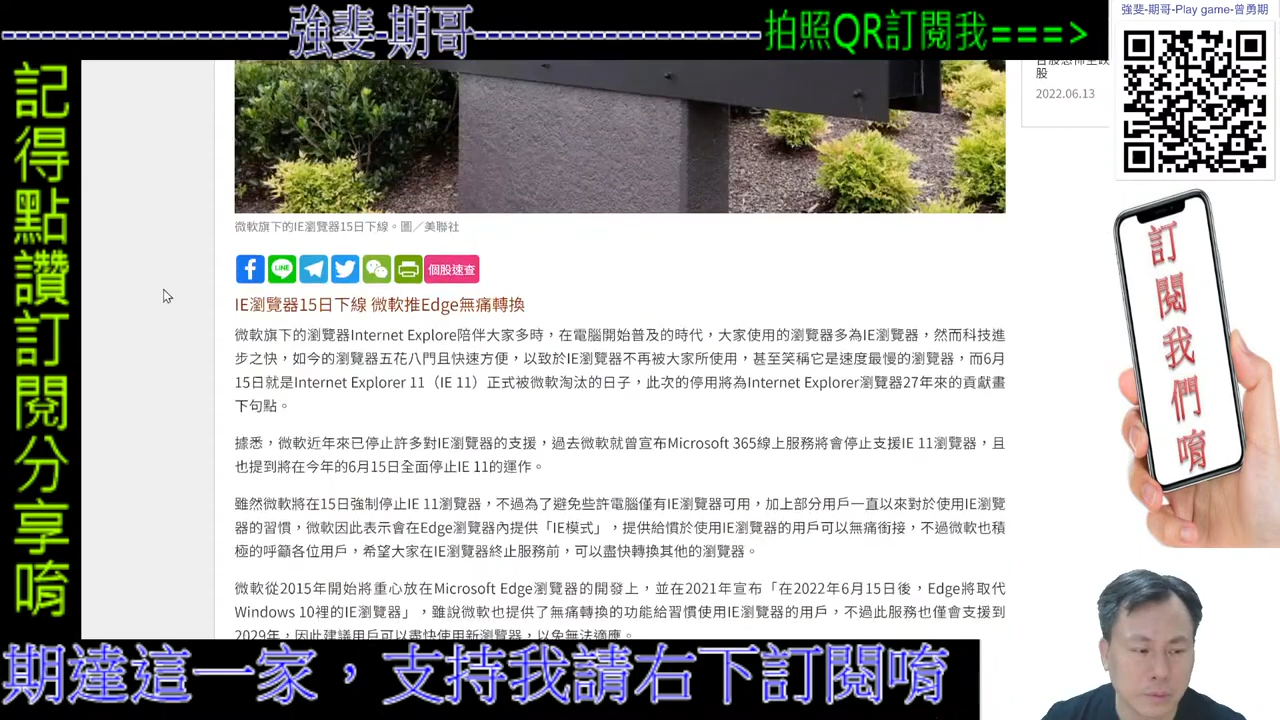 ------------------強斐-期哥------------------
拍照QR訂閱我===>
強斐-期哥-Play game-曾勇期
記得點讚訂閱分享唷
股
2022.06.13
微軟旗下的IE瀏覽器15日下線。圖／美聯社
LINE
個股速查
IE瀏覽器15日下線 微軟推Edge無痛轉換
微軟旗下的瀏覽器Internet Explore陪伴大家多時，在電腦開始普及的時代，大家使用的瀏覽器多為IE瀏覽器，然而科技進
步之快，如今的瀏覽器五花八門且快速方便，以致於IE瀏覽器不再被大家所使用，甚至笑稱它是速度最慢的瀏覽器，而6月
15日就是Internet Explorer 11（IE 11）正式被微軟淘汰的日子，此次的停用將為Internet Explorer瀏覽器27年來的貢獻畫
下句點。
據悉，微軟近年來已停止許多對IE瀏覽器的支援，過去微軟就曾宣布Microsoft 365線上服務將會停止支援IE 11瀏覽器，且
也提到將在今年的6月15日全面停止IE 11的運作。
雖然微軟將在15日強制停止IE 11瀏覽器，不過為了避免些許電腦僅有IE瀏覽器可用，加上部分用戶一直以來對於使用IE瀏覽
器的習慣，微軟因此表示會在Edge瀏覽器內提供「IE模式」，提供給慣於使用IE瀏覽器的用戶可以無痛銜接，不過微軟也積
極的呼籲各位用戶，希望大家在IE瀏覽器終止服務前，可以盡快轉換其他的瀏覽器。
微軟從2015年開始將重心放在Microsoft Edge瀏覽器的開發上，並在2021年宣布「在2022年6月15日後，Edge將取代
Windows 10裡的IE瀏覽器」，雖說微軟也提供了無痛轉換的功能給習慣使用IE瀏覽器的用戶，不過此服務也僅會支援到
2029年，因此建議用戶可以盡快使用新瀏覽器，以免無法適應。
訂閱我們唷
期達這一家，支持我請右下訂閱唷